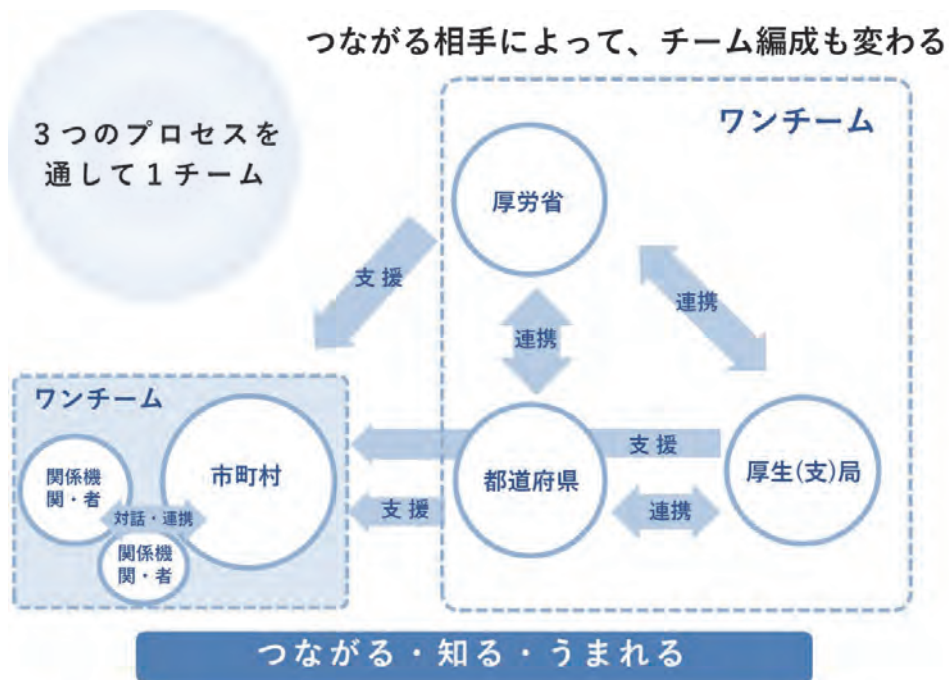 つながる相手によって、チーム編成も変わる
3つのプロセスを
通して1チーム
ワンチーム
厚労省
支援
連携
連携
ワンチーム
関係機
関・者
市町村
対話・連携
関係機
関・者
支援
都道府県
支援
厚生(支)局
連携
つながる・知る・うまれる